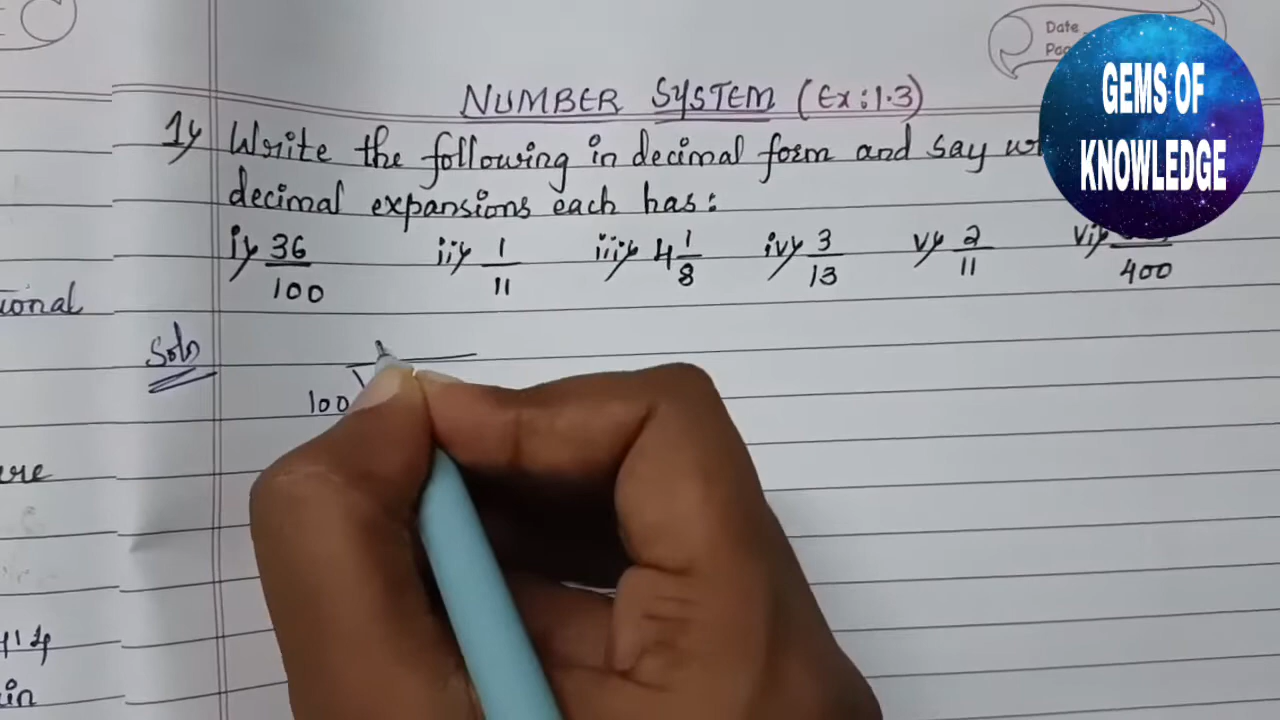 Date
GEMS OF
KNOWLEDGE
NUMBER SYSTEM (Ex:1.3)
1) Write the following in decimal form and say
decimal expansions each has:
i) 36/100 ii) 1/11 iii) 4 1/8 iv) 3/13 v) 2/11 vi) /400
Soln
100